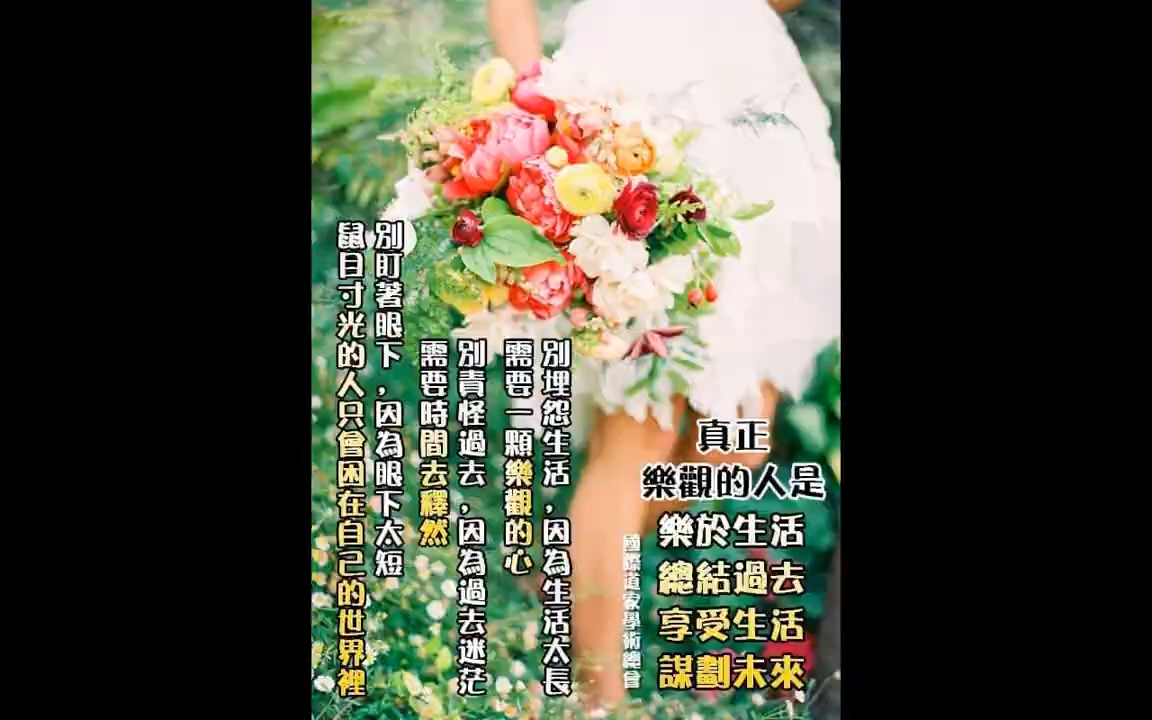 真正
樂觀的人是
樂於生活
總結過去
享受生活
謀劃未來
國際道家學術總會
別埋怨生活,因為生活太長
需要一顆樂觀的心
別責怪過去,因為過去迷茫
需要時間去釋然
別盯著眼下,因為眼下太短
鼠目寸光的人只會困在自己的世界裡